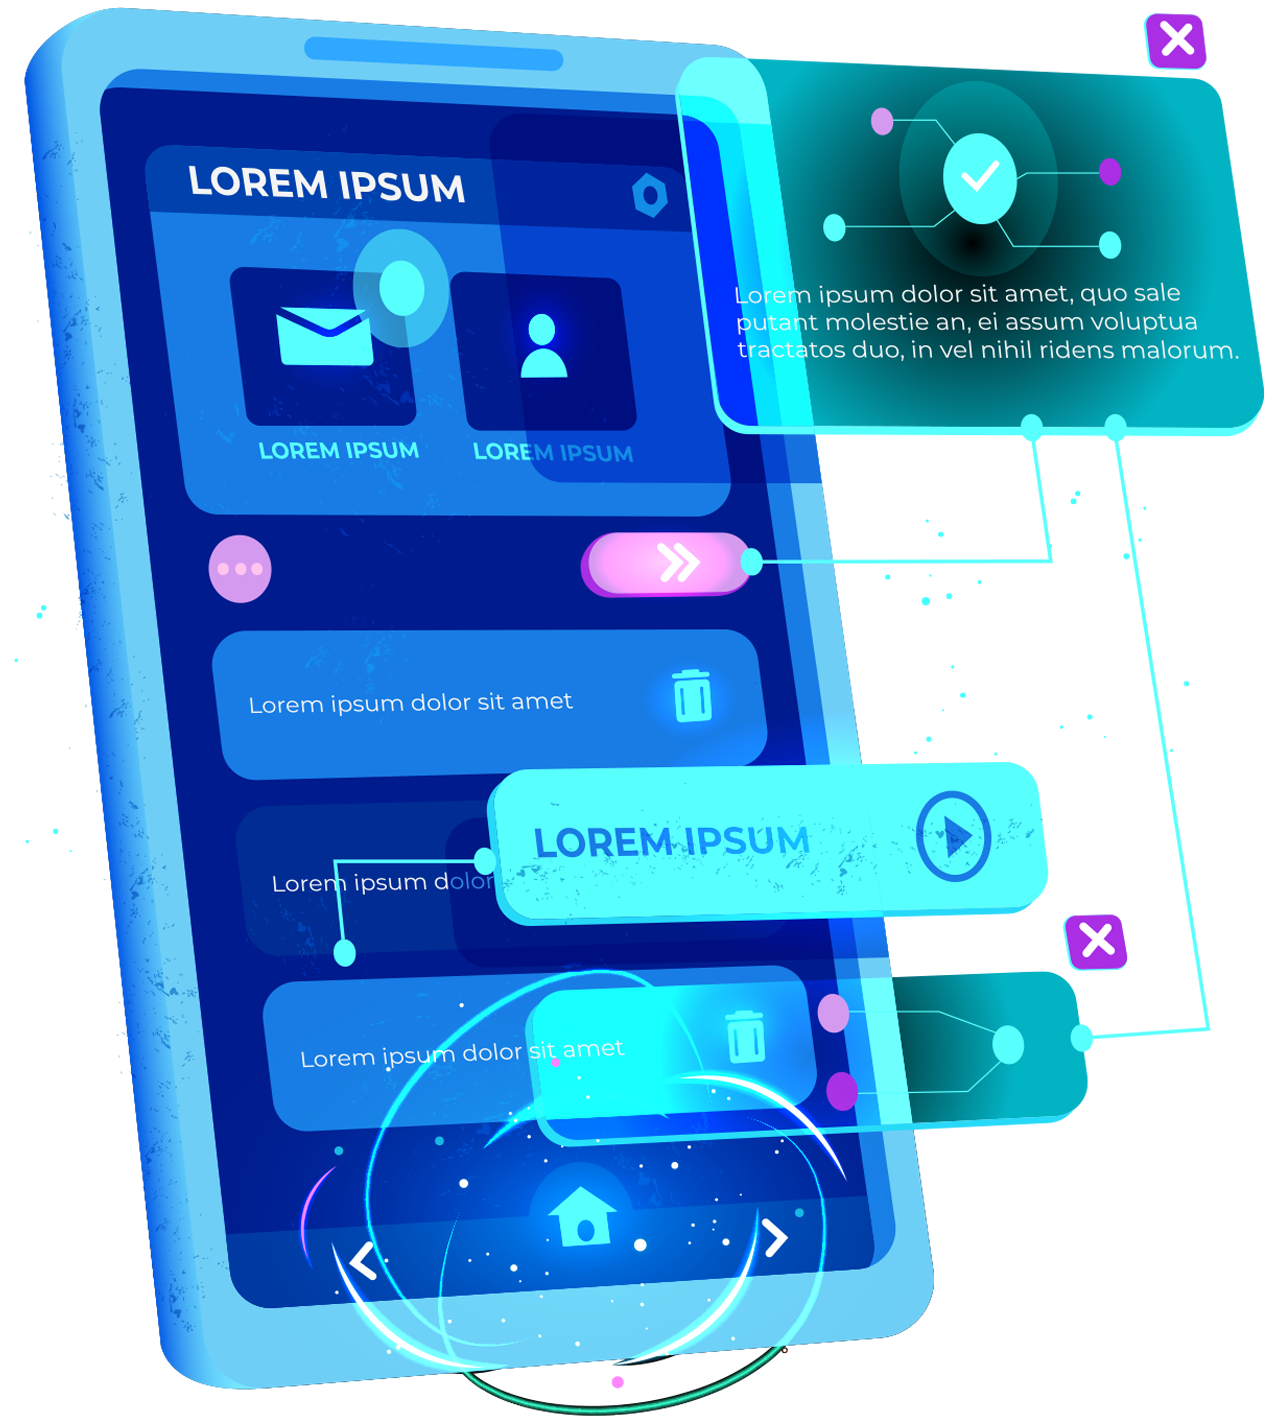 LOREM IPSUM
Lorem ipsum dolor sit amet, quo sale
putant molestie an, ei assum voluptua
tractatos duo, in vel nihil ridens malorum.
LOREM IPSUM
LOREM IPSUM
Lorem ipsum dolor sit amet
LOREM IPSUM
Lorem ipsum dolor
Lorem ipsum dolor sit amet